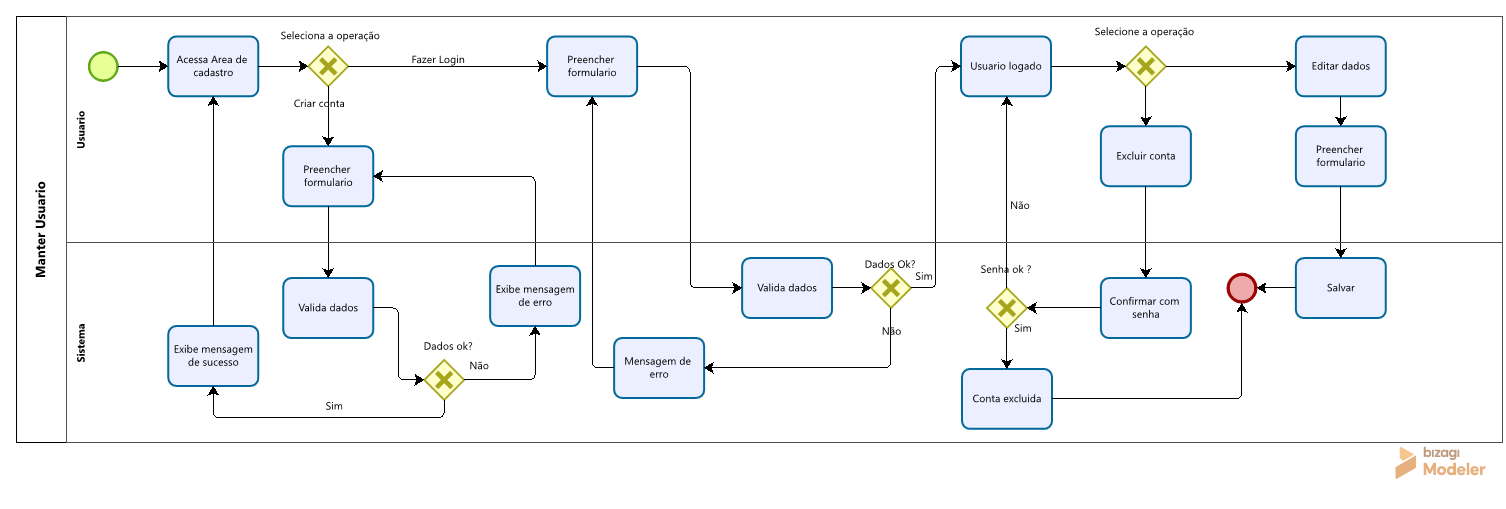 Manter Usuario
Usuario
Sistema
Acessa Area de
cadastro
Seleciona a operação
Fazer Login
Criar conta
Preencher
formulario
Preencher
formulario
Usuario logado
Selecione a operação
Editar dados
Excluir conta
Preencher
formulario
Não
Valida dados
Exibe mensagem
de erro
Valida dados
Dados Ok?
Sim
Não
Senha ok ?
Sim
Confirmar com
senha
Salvar
Exibe mensagem
de sucesso
Dados ok?
Não
Sim
Mensagem de
erro
Conta excluida
bizagi
Modeler